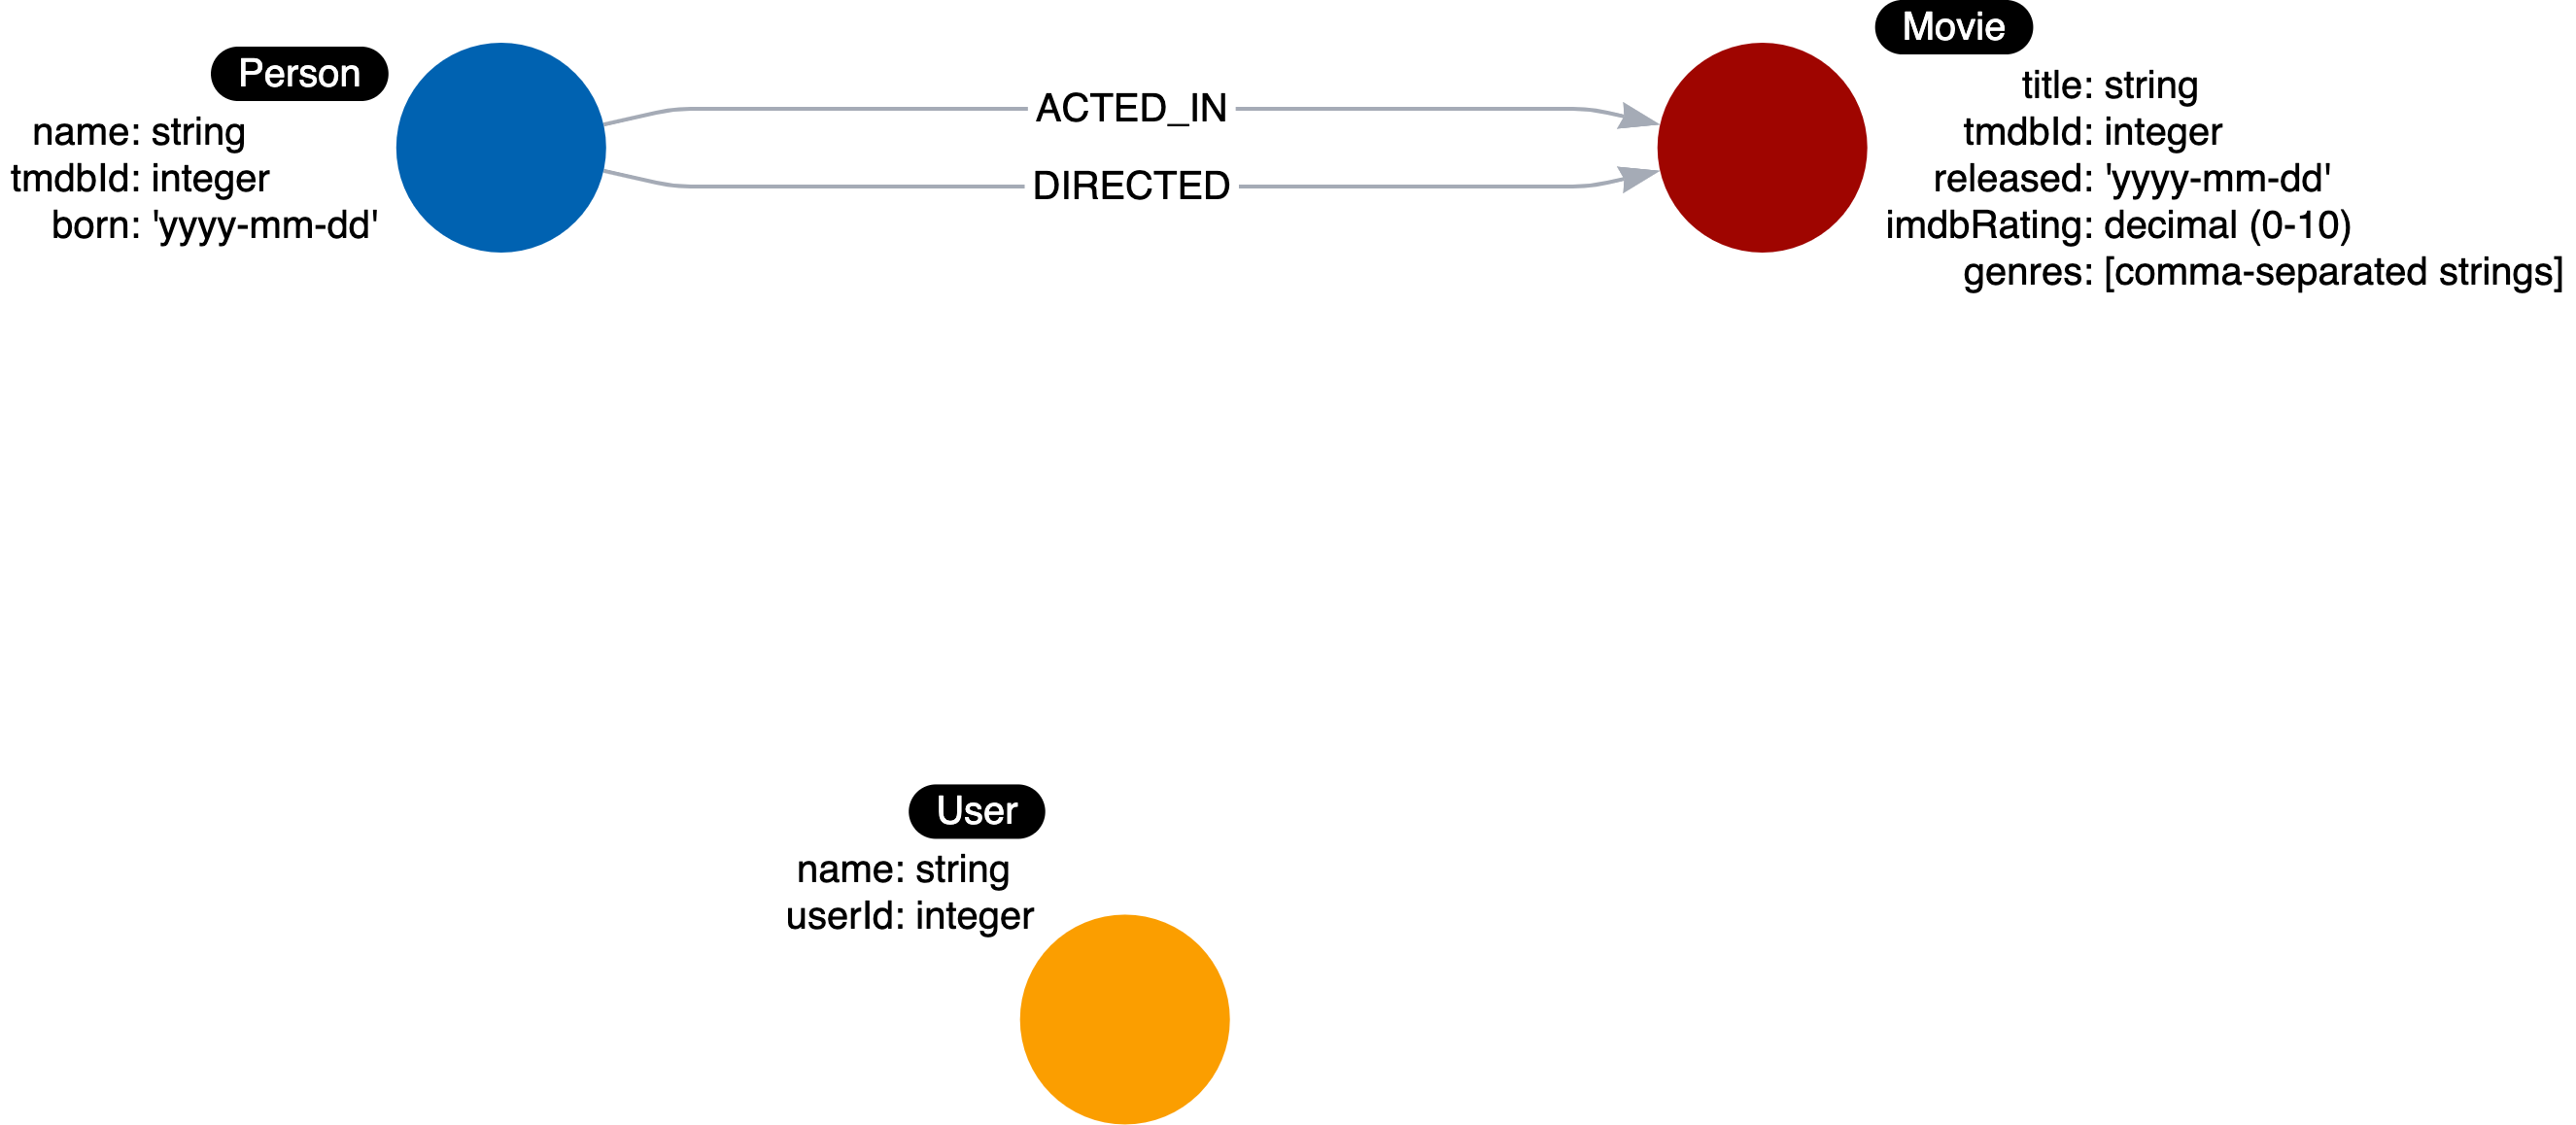 Person
name: string
tmdbId: integer
born: 'yyyy-mm-dd'
ACTED_IN
DIRECTED
Movie
title: string
tmdbId: integer
released: 'yyyy-mm-dd'
imdbRating: decimal (0-10)
genres: [comma-separated strings]
User
name: string
userId: integer